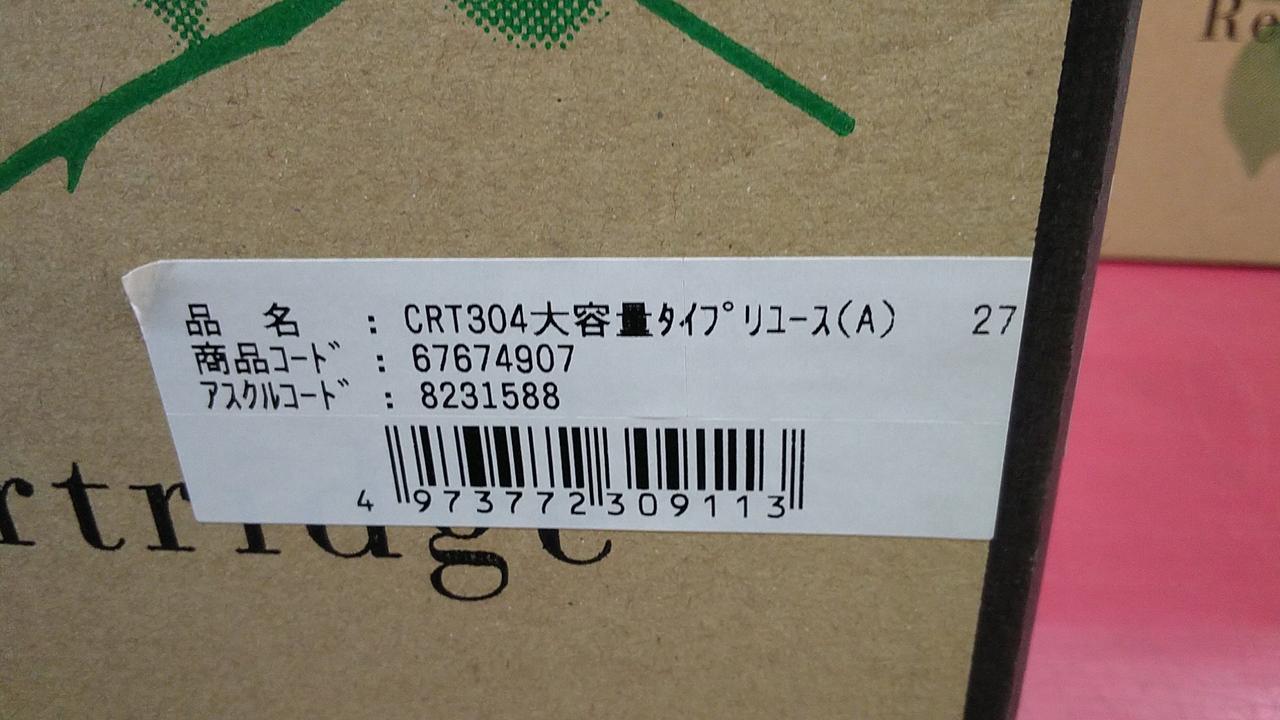 Re
品 名 : CRT304大容量ﾀｲﾌﾟﾘﾕｰｽ(A) 27
商品ｺｰﾄﾞ : 67674907
ｱｽｸﾙｺｰﾄﾞ : 8231588
4 973772 309113
rtridge